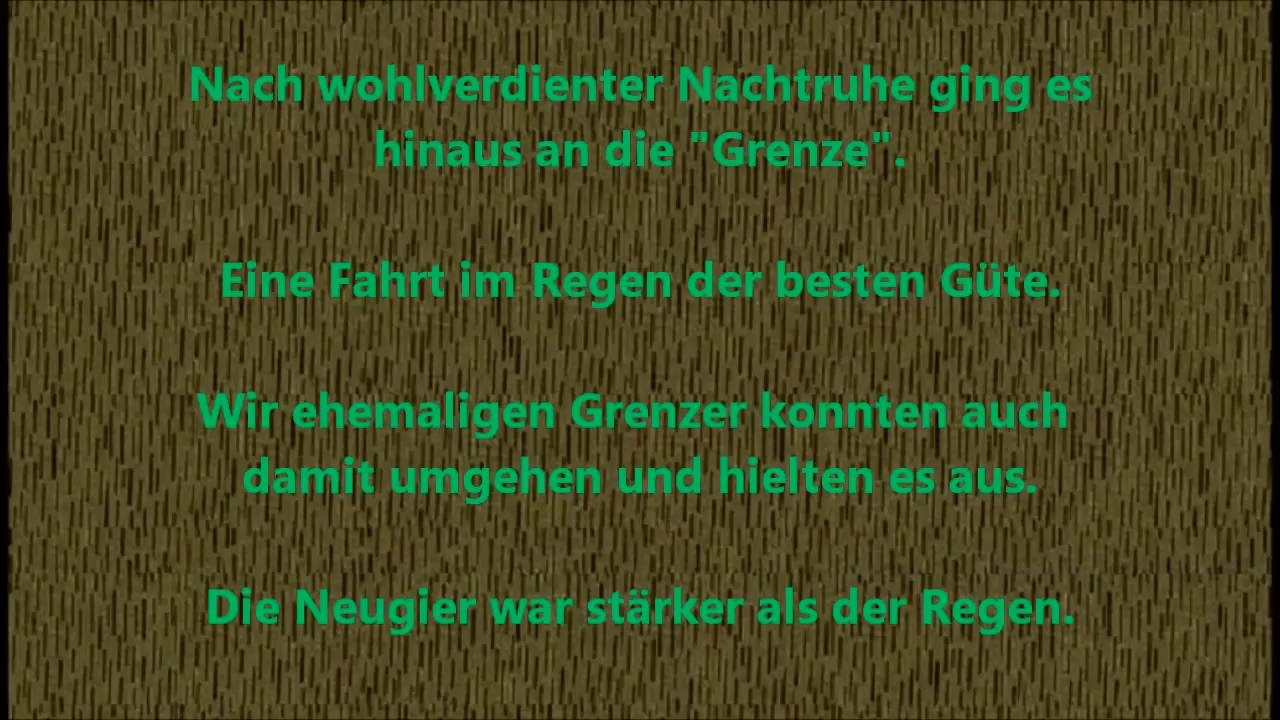 Nach wohlverdienter Nachtruhe ging es
hinaus an die "Grenze".
Eine Fahrt im Regen der besten Güte.
Wir ehemaligen Grenzer konnten auch
damit umgehen und hielten es aus.
Die Neugier war stärker als der Regen.